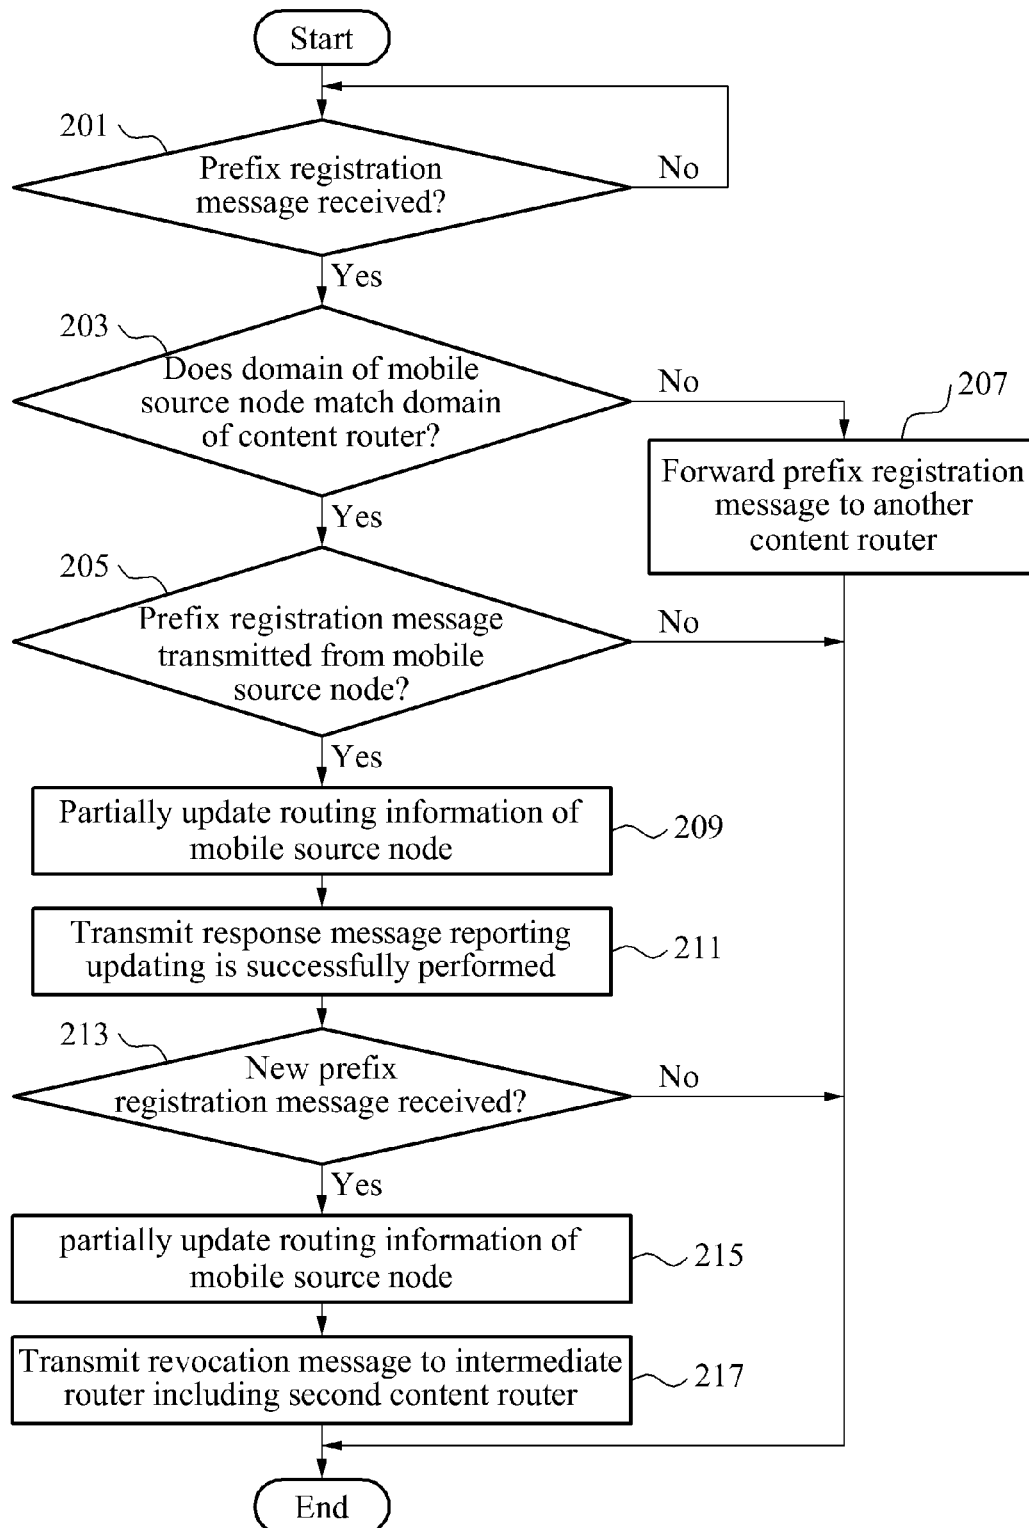 Start
201
Prefix registration
message received?
No
Yes
203
Does domain of mobile
source node match domain
of content router?
No
207
Forward prefix registration
message to another
content router
Yes
205
Prefix registration message
transmitted from mobile
source node?
No
Yes
Partially update routing information of
mobile source node
209
Transmit response message reporting
updating is successfully performed
211
213
New prefix
registration message received?
No
Yes
partially update routing information of
mobile source node
215
Transmit revocation message to intermediate
router including second content router
217
End